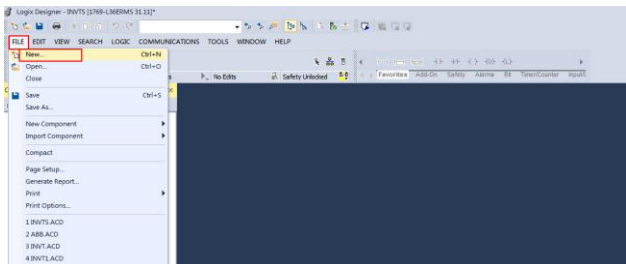 Logix Designer - INVTS [1769-L36ERMS 31.11]*
FILE EDIT VIEW SEARCH LOGIC COMMUNICATIONS TOOLS WINDOW HELP
New... Ctrl+N
Open... Ctrl+O
Close
No Edits
Safety Unlocked
Favorites Add-On Safety Alarms Bit Timer/Counter Input/
Save Ctrl+S
Save As...
New Component
Import Component
Compact
Page Setup...
Generate Report...
Print
Print Options...
1 INVTS.ACD
2 ABB.ACD
3 INVT.ACD
4 INVT1.ACD